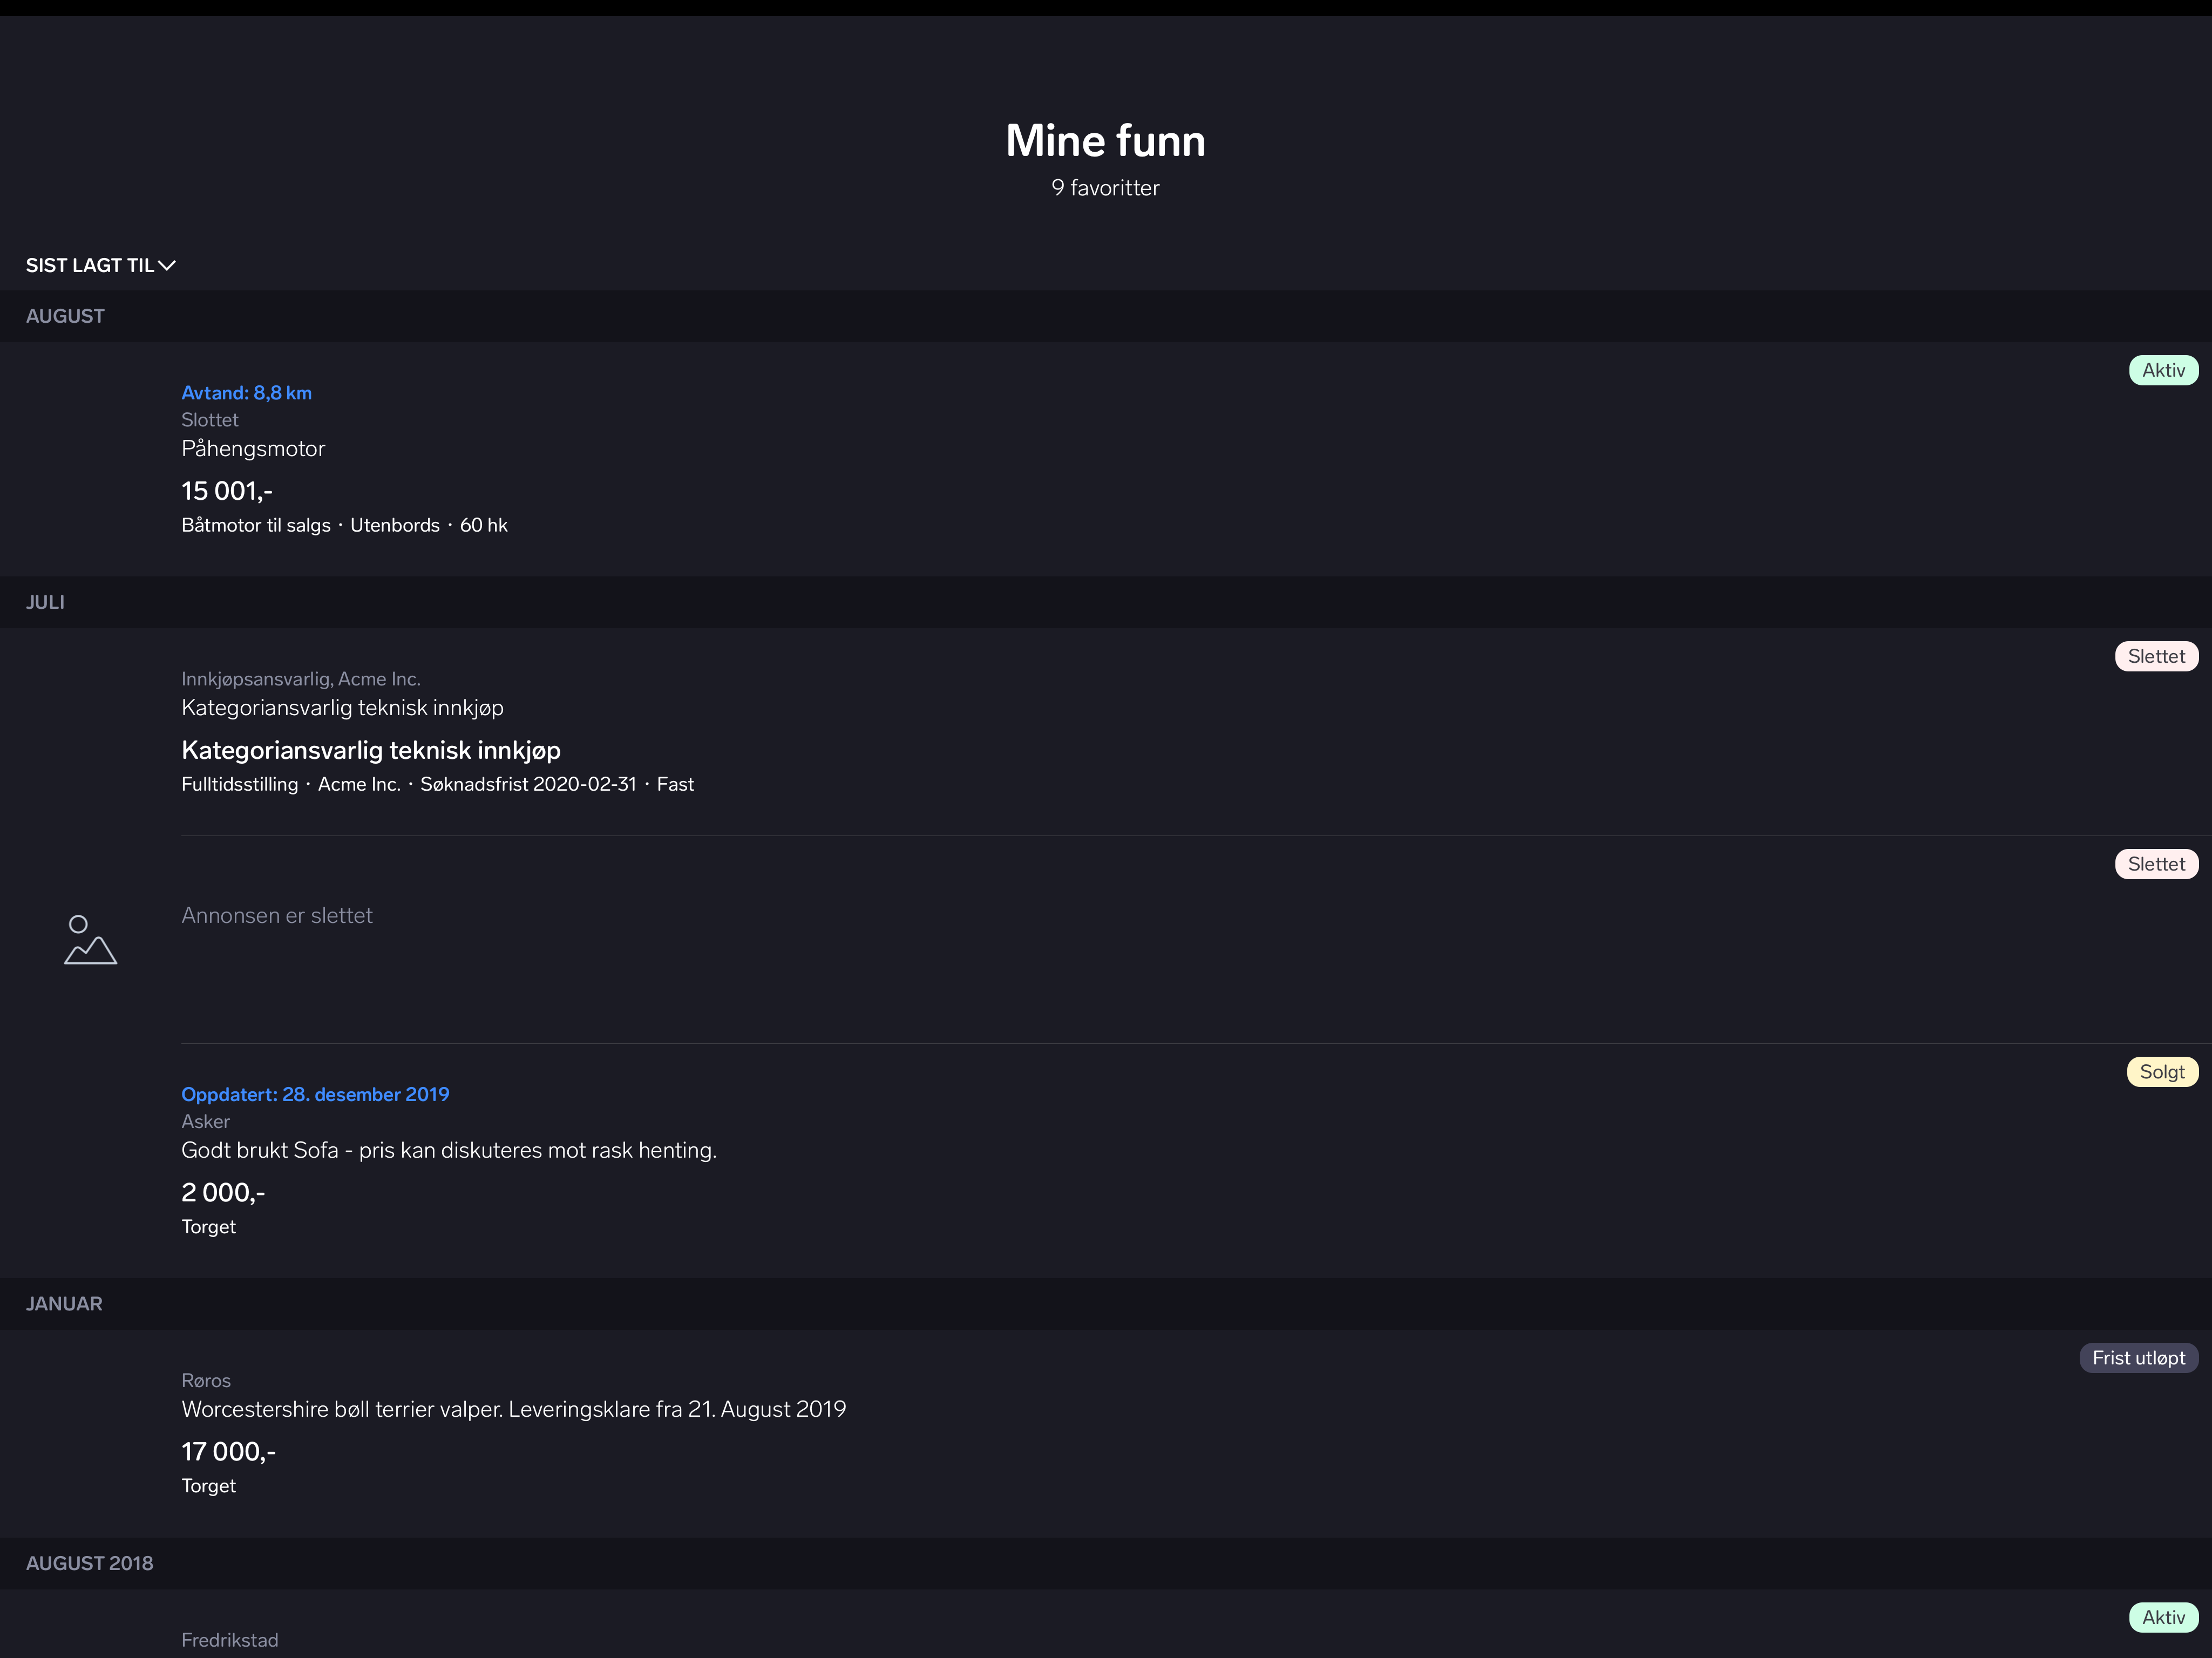 Mine funn
9 favoritter
SIST LAGT TIL
AUGUST
Aktiv
Avtand: 8,8 km
Slottet
Påhengsmotor
15 001,-
Båtmotor til salgs · Utenbords · 60 hk
JULI
Slettet
Innkjøpsansvarlig, Acme Inc.
Kategoriansvarlig teknisk innkjøp
Kategoriansvarlig teknisk innkjøp
Fulltidsstilling · Acme Inc. · Søknadsfrist 2020-02-31 · Fast
Slettet
Annonsen er slettet
Solgt
Oppdatert: 28. desember 2019
Asker
Godt brukt Sofa - pris kan diskuteres mot rask henting.
2 000,-
Torget
JANUAR
Frist utløpt
Røros
Worcestershire bøll terrier valper. Leveringsklare fra 21. August 2019
17 000,-
Torget
AUGUST 2018
Aktiv
Fredrikstad